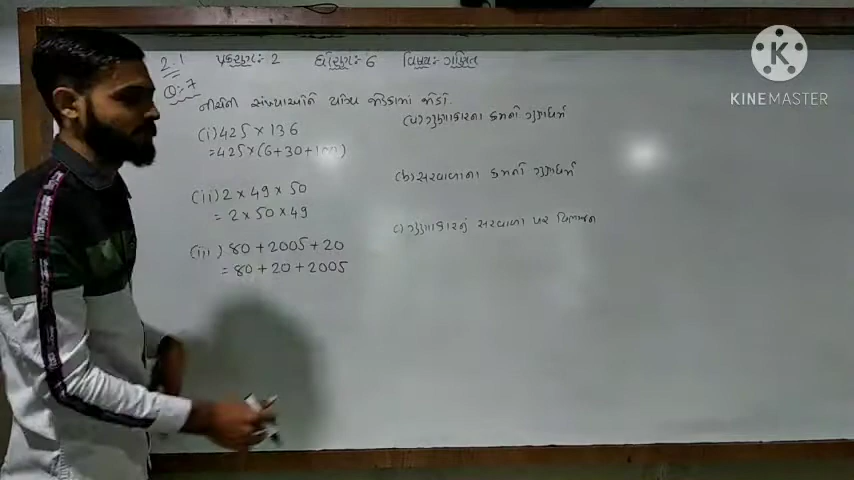 2.1 પ્રકરણ: 2 ધોરણ: 6 વિષય: ગણિત
Q:7
નીચેની સંખ્યાઓને યોગ્ય જોડકામાં જોડો.
(i) 425 × 136
= 425 × (6 + 30 + 100)
(a) ગુણાકારના ક્રમનો ગુણધર્મ
(ii) 2 × 49 × 50
= 2 × 50 × 49
(b) સરવાળાના ક્રમનો ગુણધર્મ
(iii) 80 + 2005 + 20
= 80 + 20 + 2005
(c) ગુણાકારનું સરવાળા પર વિભાજન
K
KINEMASTER